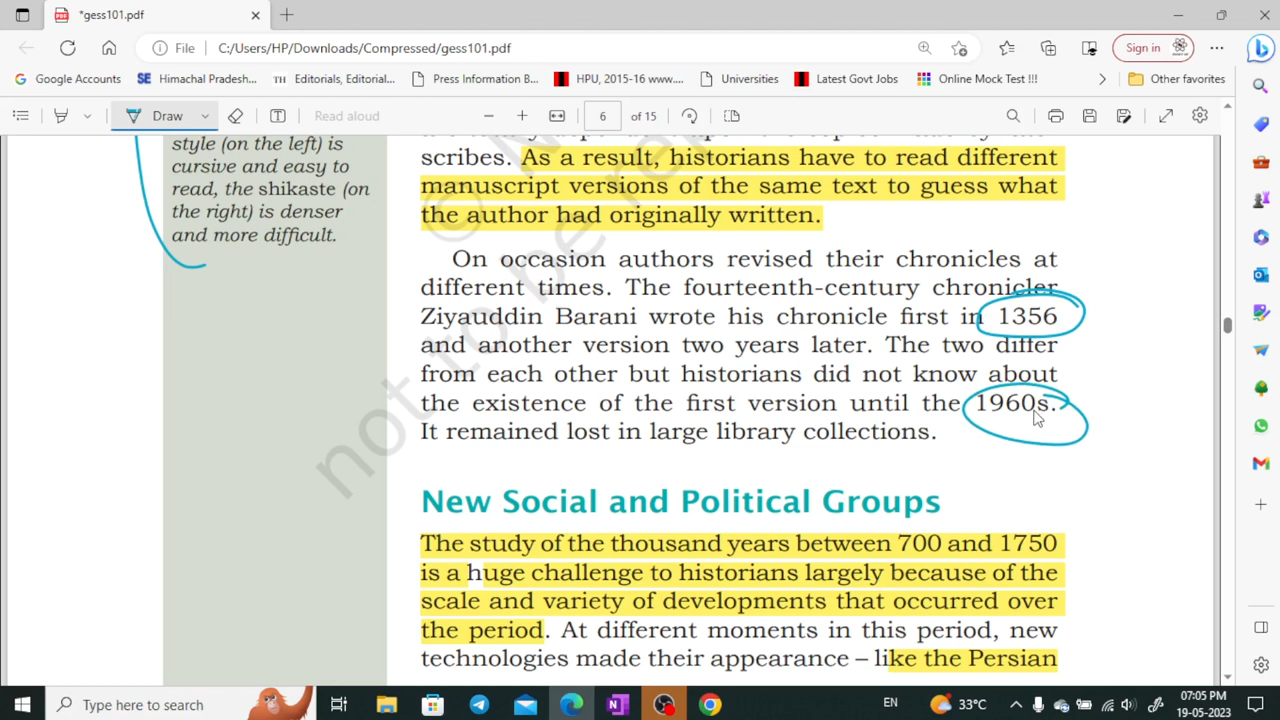 *gess101.pdf
File C:/Users/HP/Downloads/Compressed/gess101.pdf
Sign in
Google Accounts SE Himachal Pradesh... TH Editorials, Editorial... Press Information B... HPU, 2015-16 www.... Universities Latest Govt Jobs Online Mock Test !!! Other favorites
Draw Read aloud 6 of 15
style (on the left) is
cursive and easy to
read, the shikaste (on
the right) is denser
and more difficult.
scribes. As a result, historians have to read different
manuscript versions of the same text to guess what
the author had originally written.
On occasion authors revised their chronicles at
different times. The fourteenth-century chronicler
Ziyauddin Barani wrote his chronicle first in 1356
and another version two years later. The two differ
from each other but historians did not know about
the existence of the first version until the 1960s.
It remained lost in large library collections.
New Social and Political Groups
The study of the thousand years between 700 and 1750
is a huge challenge to historians largely because of the
scale and variety of developments that occurred over
the period. At different moments in this period, new
technologies made their appearance – like the Persian
not to be re
©
Type here to search EN 33°C 07:05 PM
19-05-2023